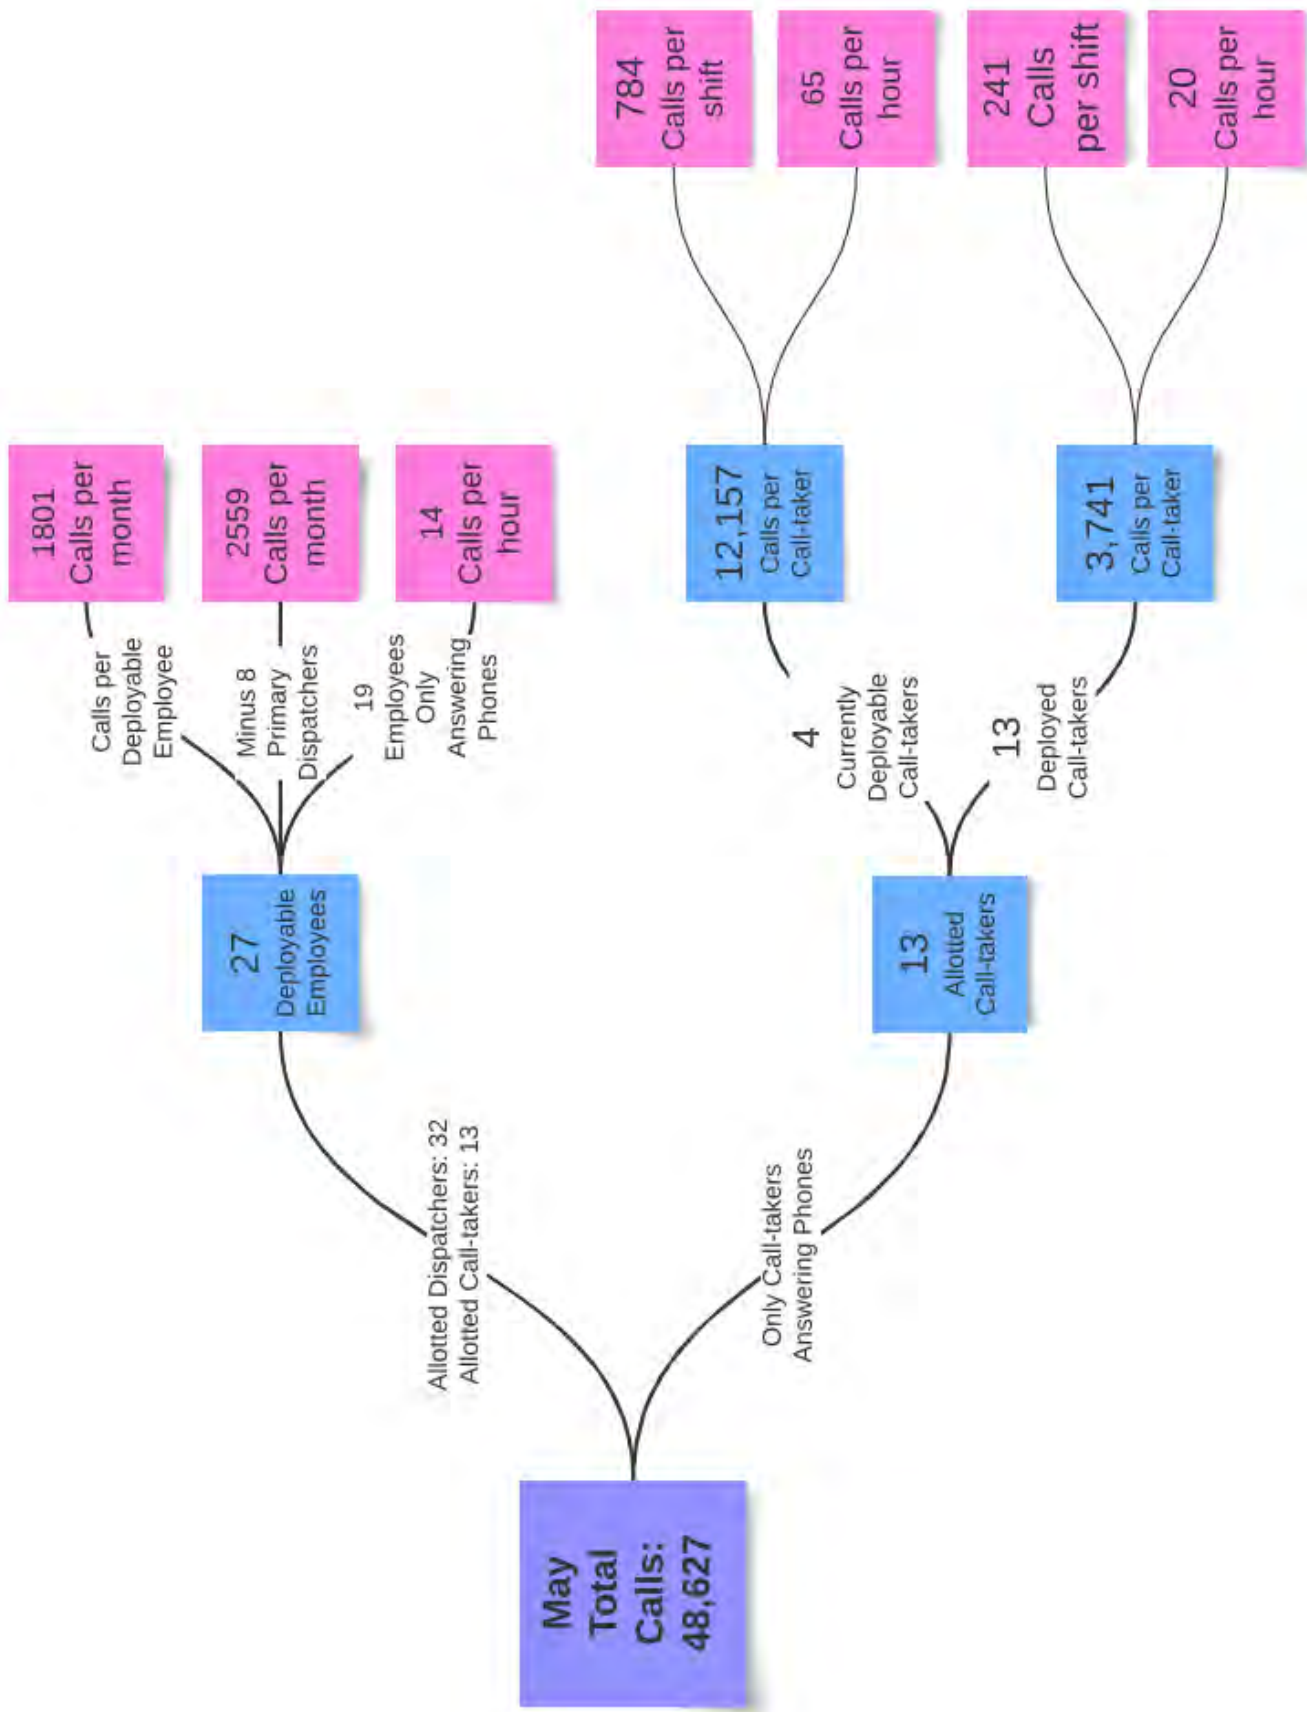 May
Total
Calls:
48,627
Allotted Dispatchers: 32
Allotted Call-takers: 13
27
Deployable
Employees
Calls per
Deployable
Employee
1801
Calls per
month
Minus 8
Primary
Dispatchers
2559
Calls per
month
19
Employees
Only
Answering
Phones
14
Calls per
hour
Only Call-takers
Answering Phones
13
Allotted
Call-takers
4
Currently
Deployable
Call-takers
12,157
Calls per
Call-taker
784
Calls per
shift
65
Calls per
hour
13
Deployed
Call-takers
3,741
Calls per
Call-taker
241
Calls
per shift
20
Calls per
hour